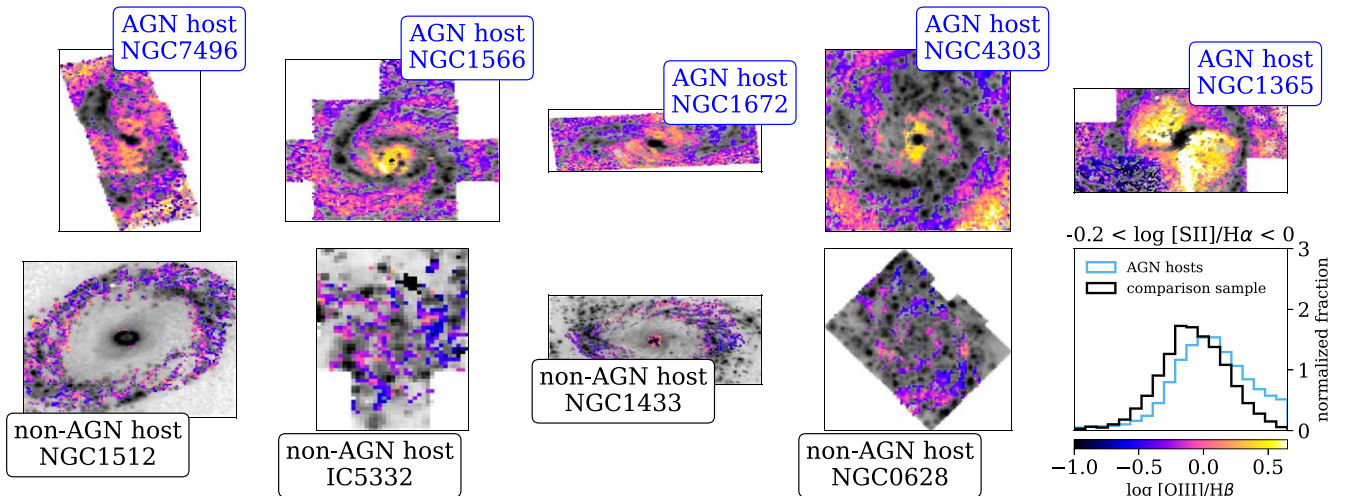 AGN host
NGC7496
AGN host
NGC1566
AGN host
NGC1672
AGN host
NGC4303
AGN host
NGC1365
non-AGN host
NGC1512
non-AGN host
IC5332
non-AGN host
NGC1433
non-AGN host
NGC0628
-0.2 < log [SII]/Hα < 0
AGN hosts
comparison sample
3
2
1
0
normalized fraction
−1.0 −0.5 0.0 0.5
log [OIII]/Hβ